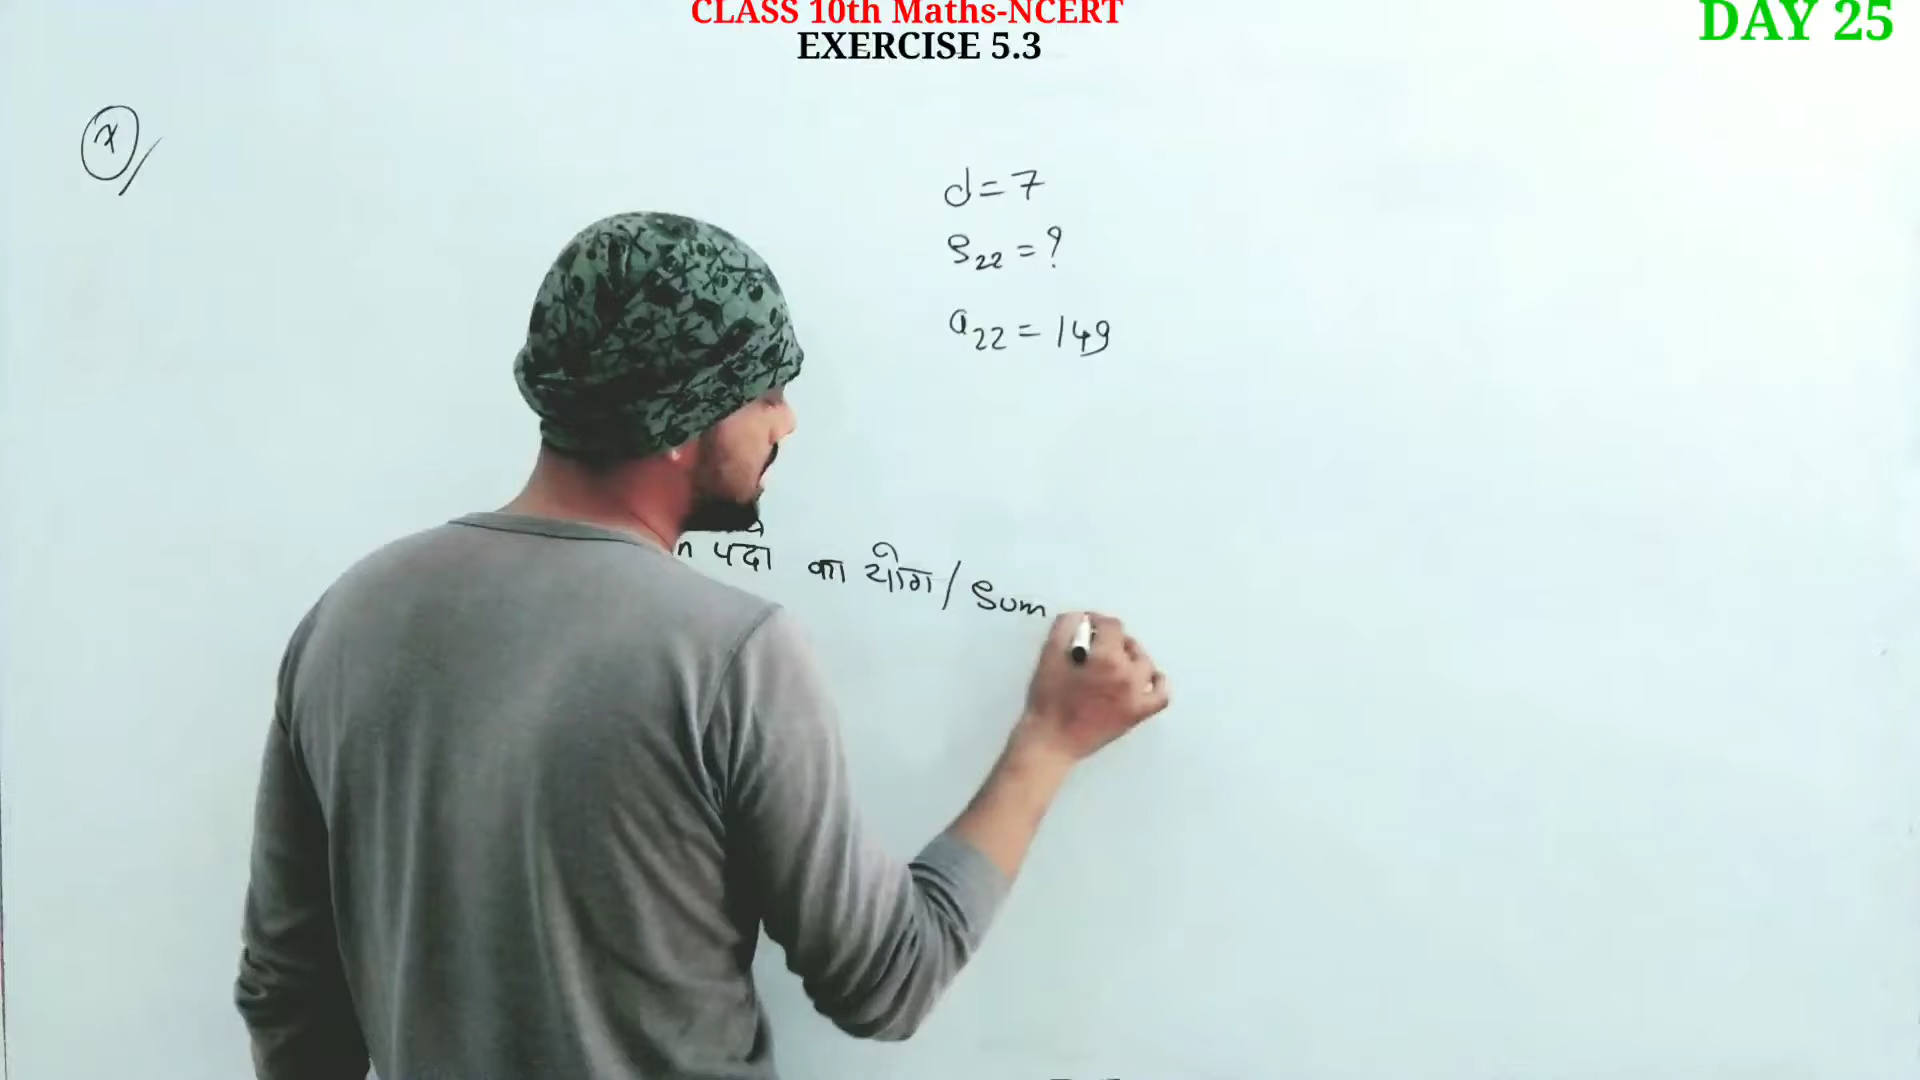 CLASS 10th Maths-NCERT
EXERCISE 5.3
DAY 25
x
d=7
S22 = ?
a22 = 149
n पदों का योग / Sum